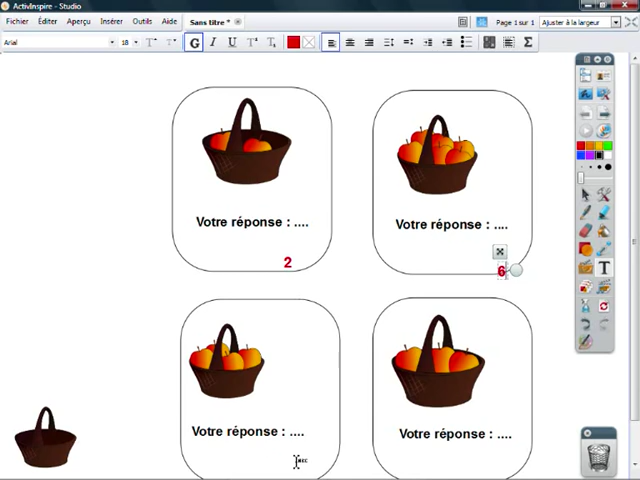 ActivInspire - Studio
Fichier Éditer Affichage Insérer Outils Aide Sans titre * Page 1 sur 1 Ajuster à la largeur
Arial 18 G I U T T Σ
Votre réponse : ....
Votre réponse : ....
2
6
T
Votre réponse : ....
Votre réponse : ....